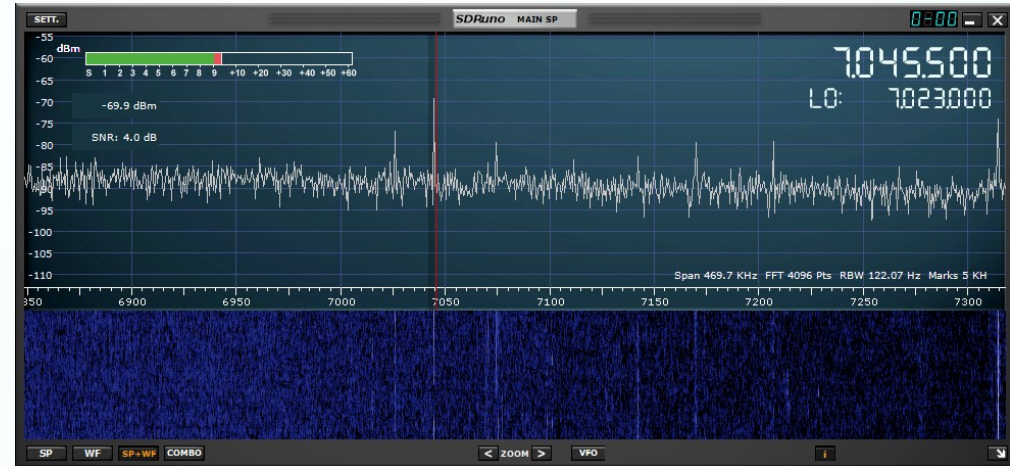 SETT.
SDRuno MAIN SP
0-00
-55
dBm
-60
S 1 2 3 4 5 6 7 8 9 +10 +20 +30 +40 +50 +60
-65
7.045.500
-70
-69.9 dBm
LO: 7.023.000
-75
SNR: 4.0 dB
-80
-85
-90
-95
-100
-105
-110
Span 469.7 KHz FFT 4096 Pts RBW 122.07 Hz Marks 5 KH
350 6900 6950 7000 7050 7100 7150 7200 7250 7300
SP WF SP+WF COMBO < ZOOM > VFO i